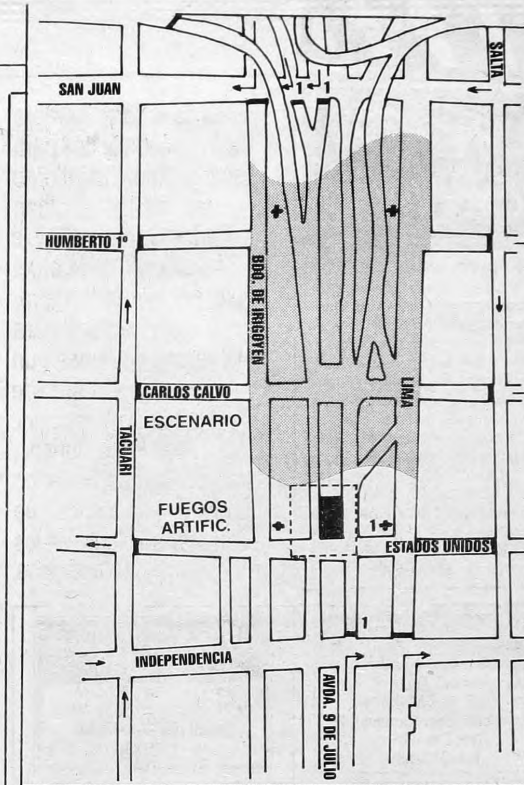 SALTA
SAN JUAN
1 1
HUMBERTO 1º
BDO. DE IRIGOYEN
CARLOS CALVO
LIMA
ESCENARIO
TACUARI
FUEGOS
ARTIFIC.
1
ESTADOS UNIDOS
1
INDEPENDENCIA
AVDA. 9 DE JULIO